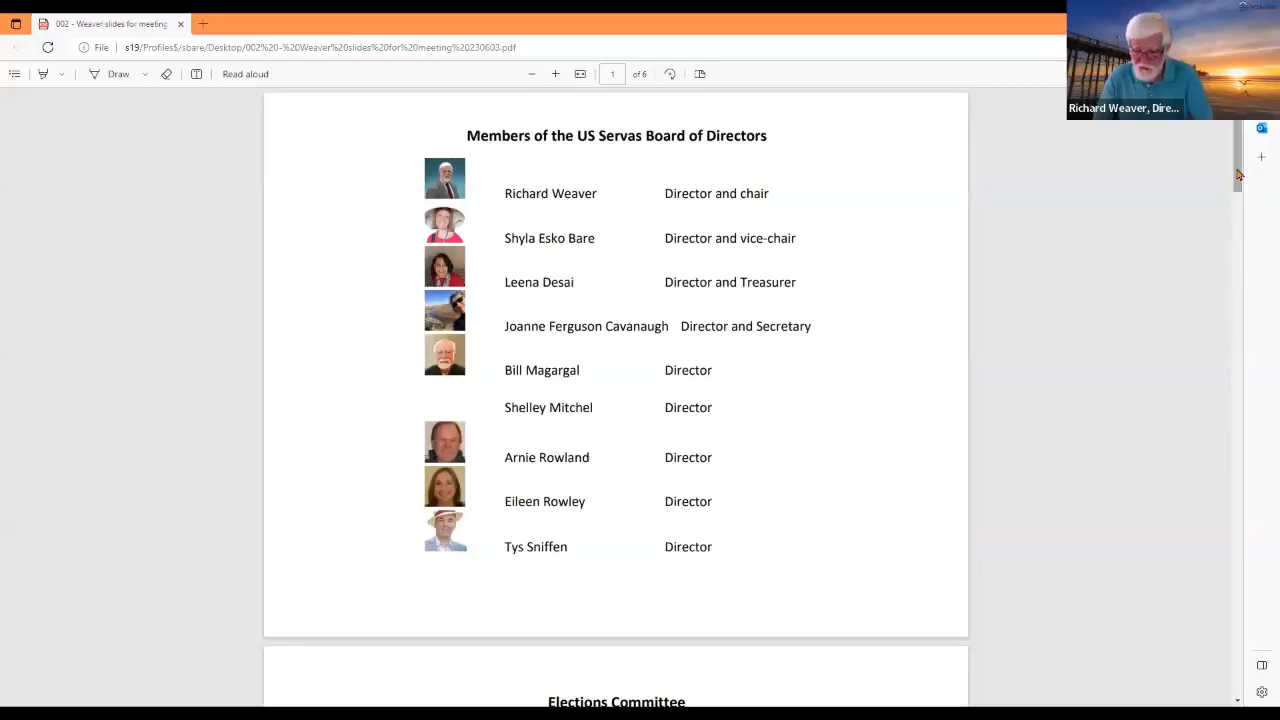 002 - Weaver slides for meeting
File s19/Profiles$/sbare/Desktop/002%20-%20Weaver%20slides%20for%20meeting%20230603.pdf
Draw Read aloud 1 of 6
Richard Weaver, Dire...
Members of the US Servas Board of Directors
Richard Weaver Director and chair
Shyla Esko Bare Director and vice-chair
Leena Desai Director and Treasurer
Joanne Ferguson Cavanaugh Director and Secretary
Bill Magargal Director
Shelley Mitchel Director
Arnie Rowland Director
Eileen Rowley Director
Tys Sniffen Director
Elections Committee